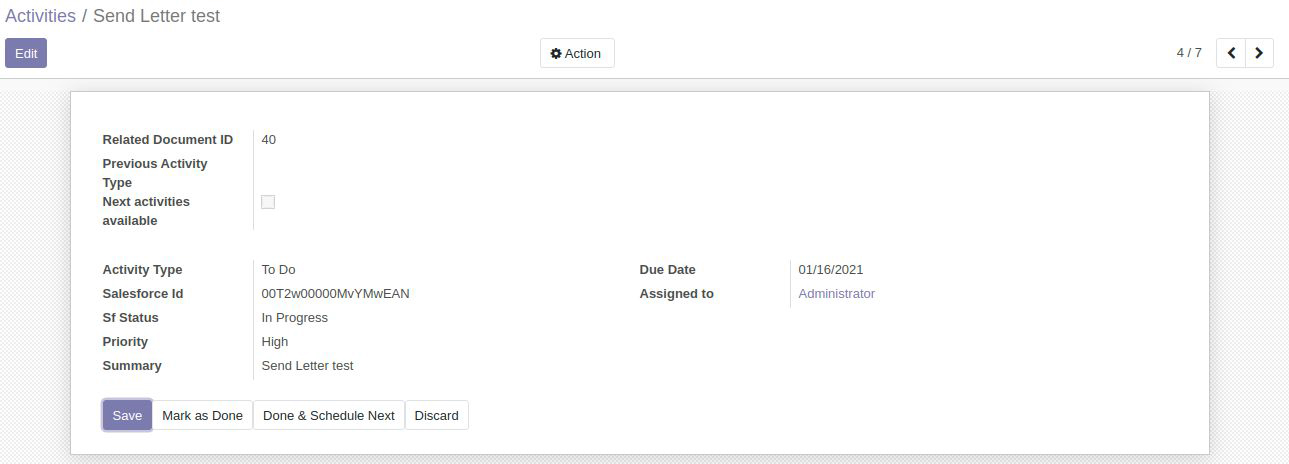 Activities / Send Letter test
Edit
Action
4 / 7
Related Document ID 40
Previous Activity
Type
Next activities
available
Activity Type To Do
Due Date 01/16/2021
Salesforce Id 00T2w00000MvYMwEAN
Assigned to Administrator
Sf Status In Progress
Priority High
Summary Send Letter test
Save Mark as Done Done & Schedule Next Discard